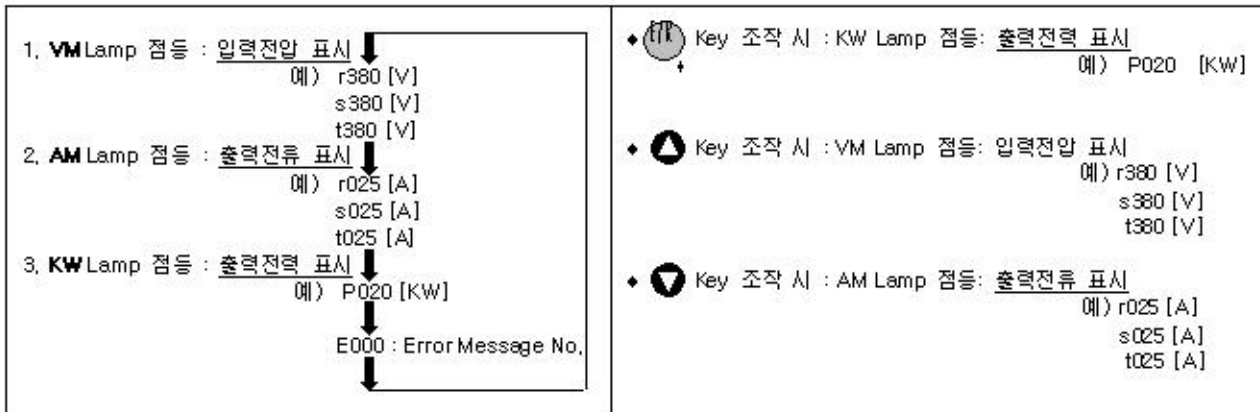 1, VM Lamp 점등 : 입력전압 표시
예) r380 [V]
s380 [V]
t380 [V]
2, AM Lamp 점등 : 출력전류 표시
예) r025 [A]
s025 [A]
t025 [A]
3, KW Lamp 점등 : 출력전력 표시
예) P020 [KW]
E000 : Error Message No,
◆ Key 조작 시 : KW Lamp 점등: 출력전력 표시
예) P020 [KW]
◆ Key 조작 시 : VM Lamp 점등: 입력전압 표시
예) r380 [V]
s380 [V]
t380 [V]
◆ Key 조작 시 : AM Lamp 점등: 출력전류 표시
예) r025 [A]
s025 [A]
t025 [A]